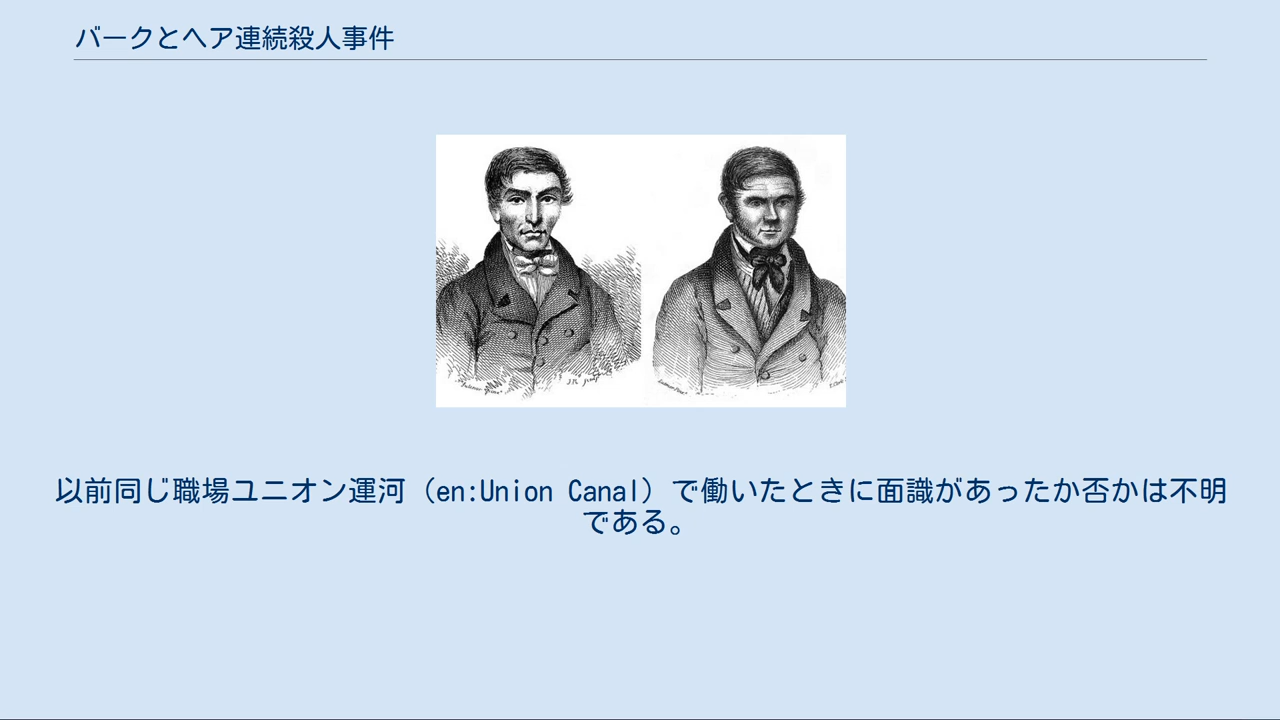 バークとヘア連続殺人事件
以前同じ職場ユニオン運河（en:Union Canal）で働いたときに面識があったか否かは不明
である。